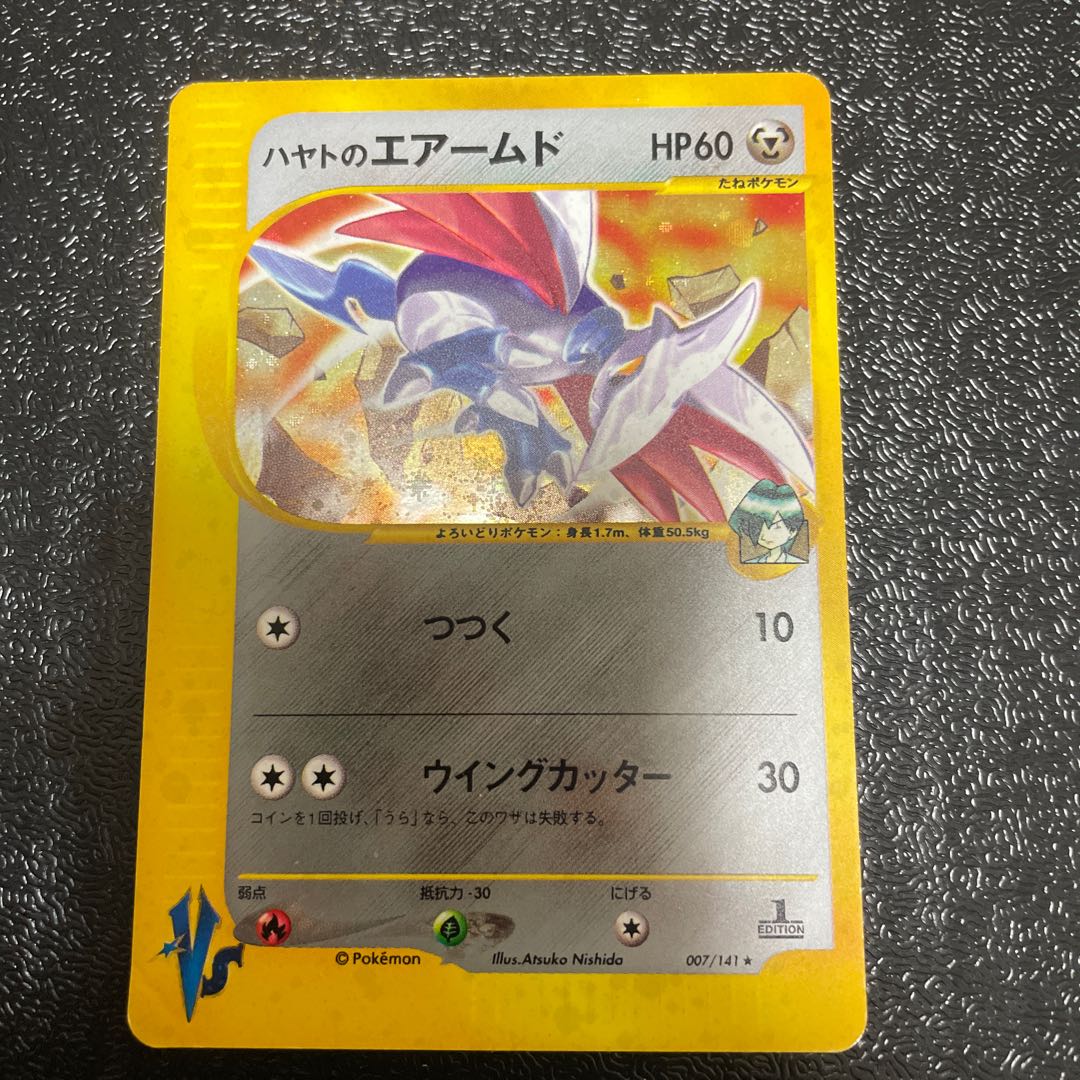 ハヤトのエアームド HP60
たねポケモン
よろいどりポケモン：身長1.7m、体重50.5kg
つつく 10
ウイングカッター 30
コインを1回投げ、「うら」なら、このワザは失敗する。
弱点 抵抗力 -30 にげる
1
EDITION
VS
©Pokémon Illus.Atsuko Nishida 007/141 ★